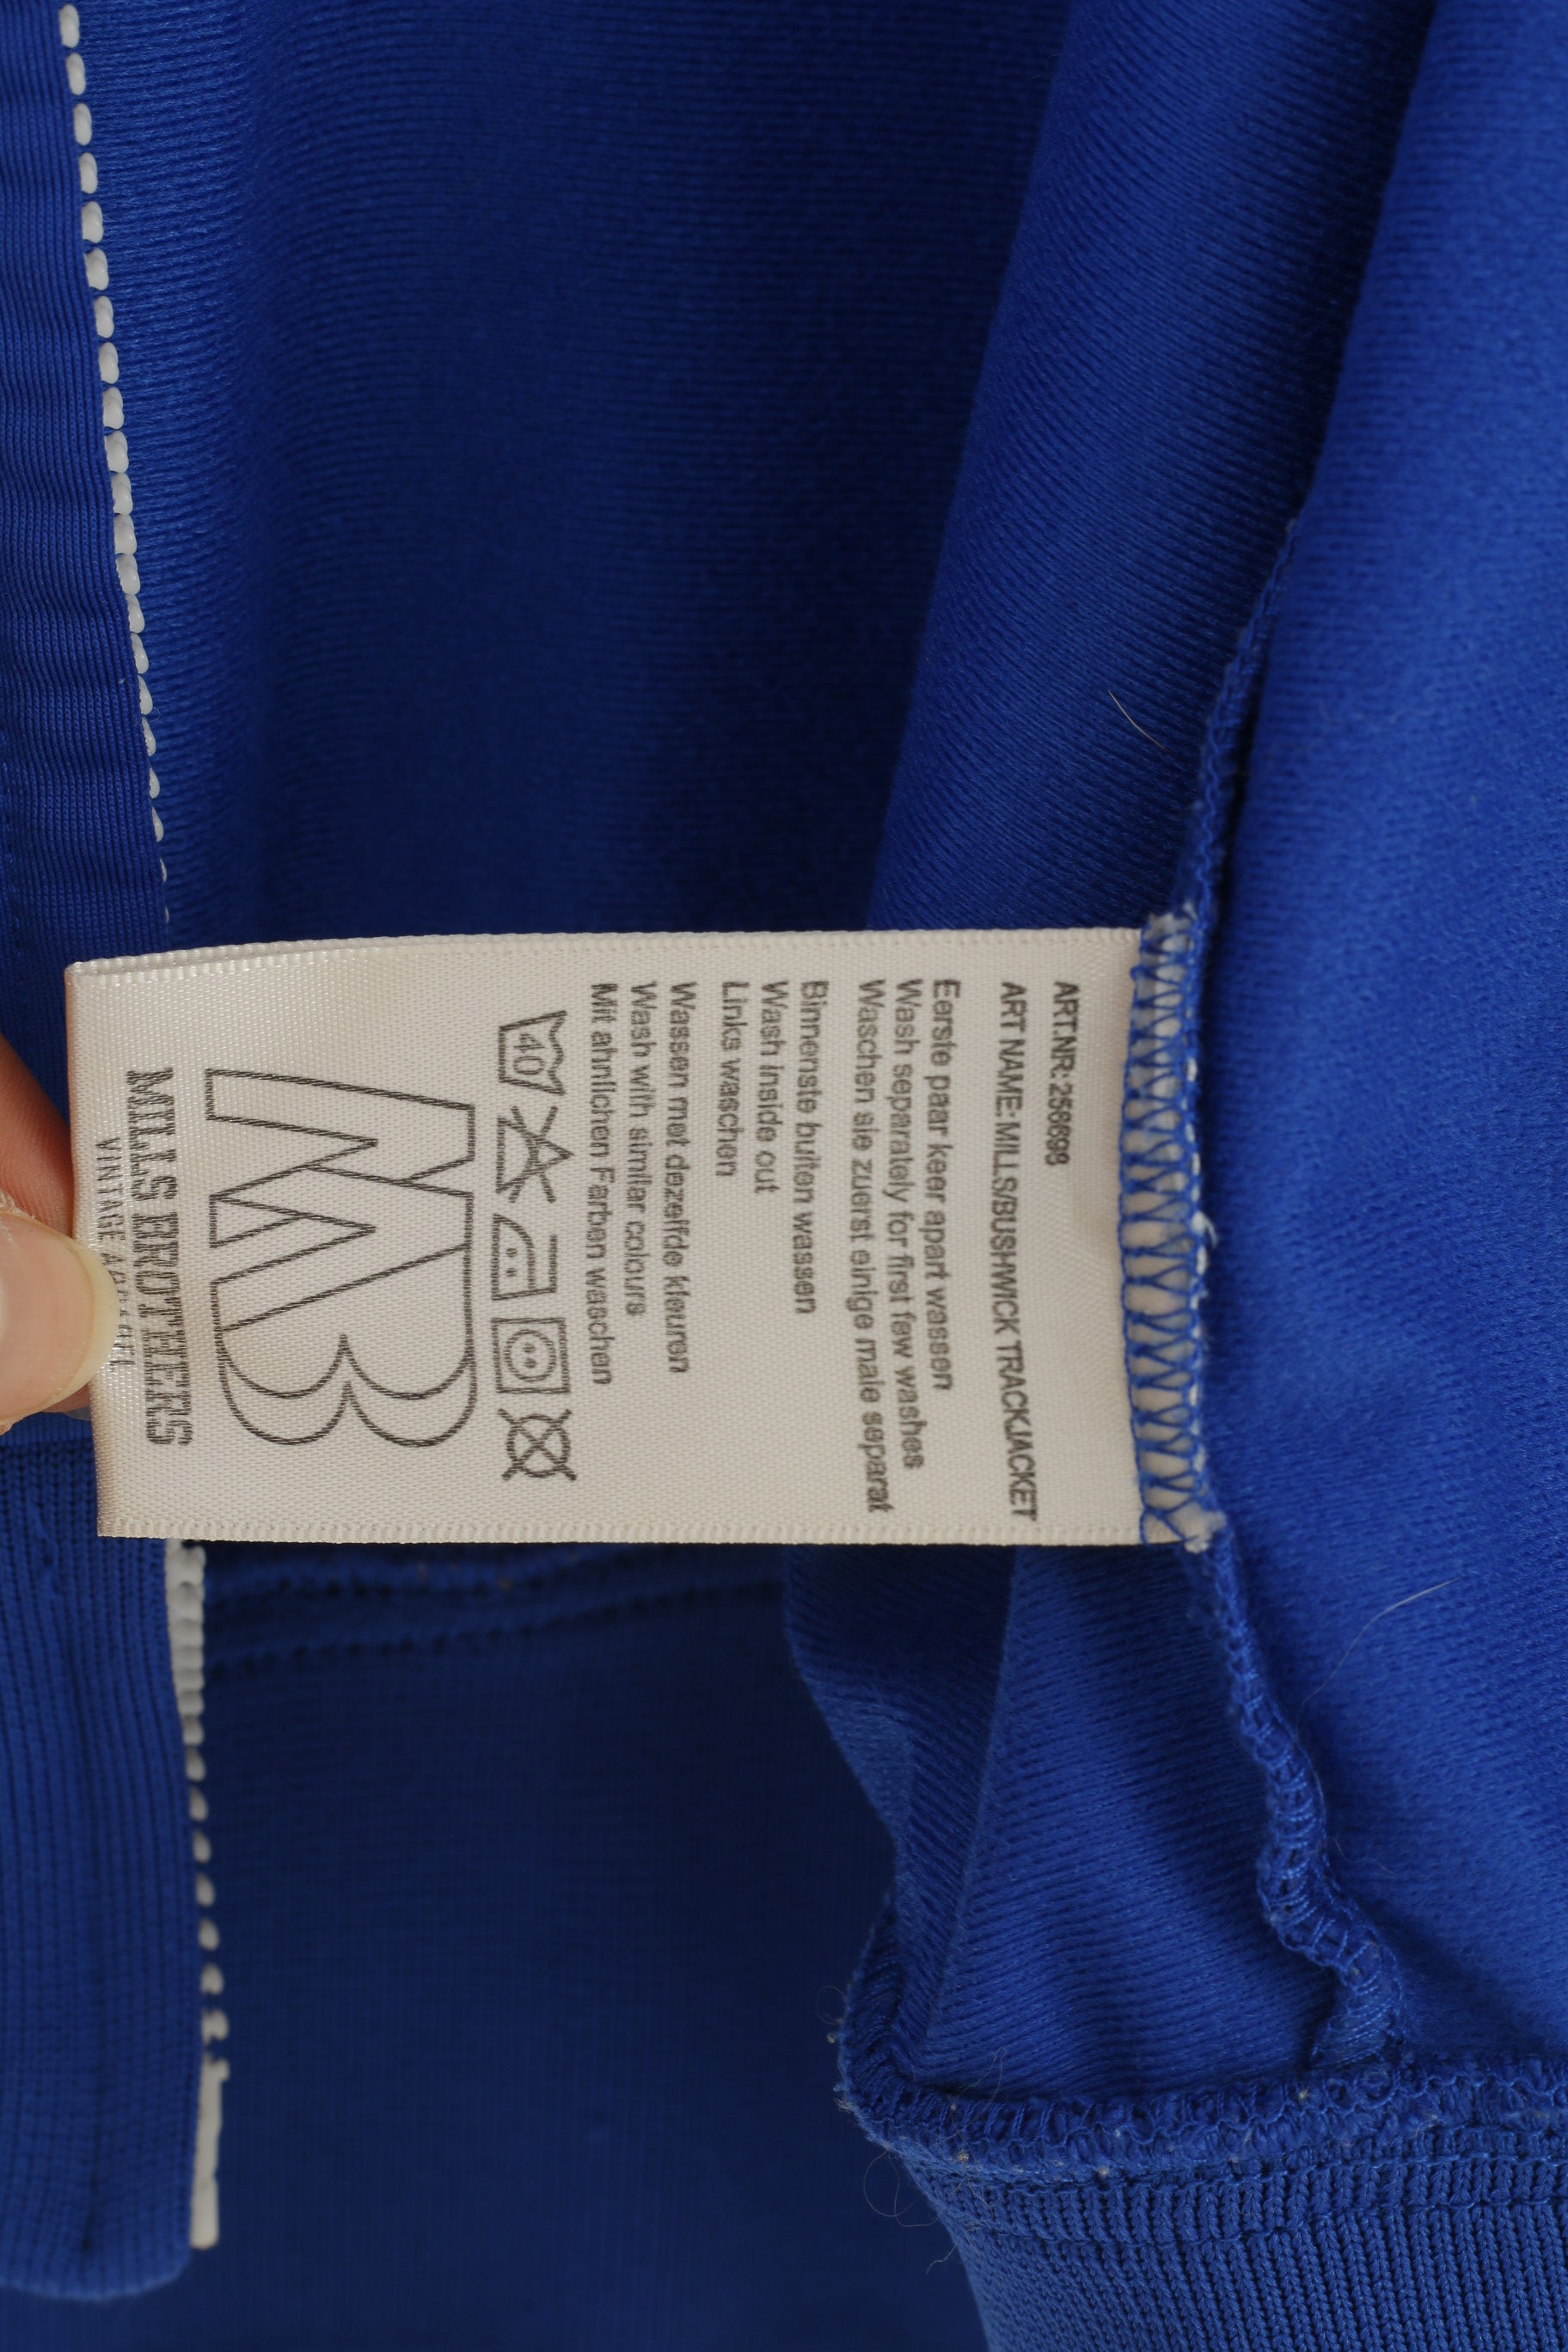 ART.NR: 256698
ART NAME: MILLS/BUSHWICK TRACKJACKET
Eerste paar keer apart wassen
Wash separately for first few washes
Waschen sie zuerst einige male separat
Binnenste buiten wassen
Wash inside out
Links waschen
Wassen met dezelfde kleuren
Wash with similar colours
Mit ahnlichen Farben waschen
40
MB
MILLS BROTHERS
VINTAGE APPAREL